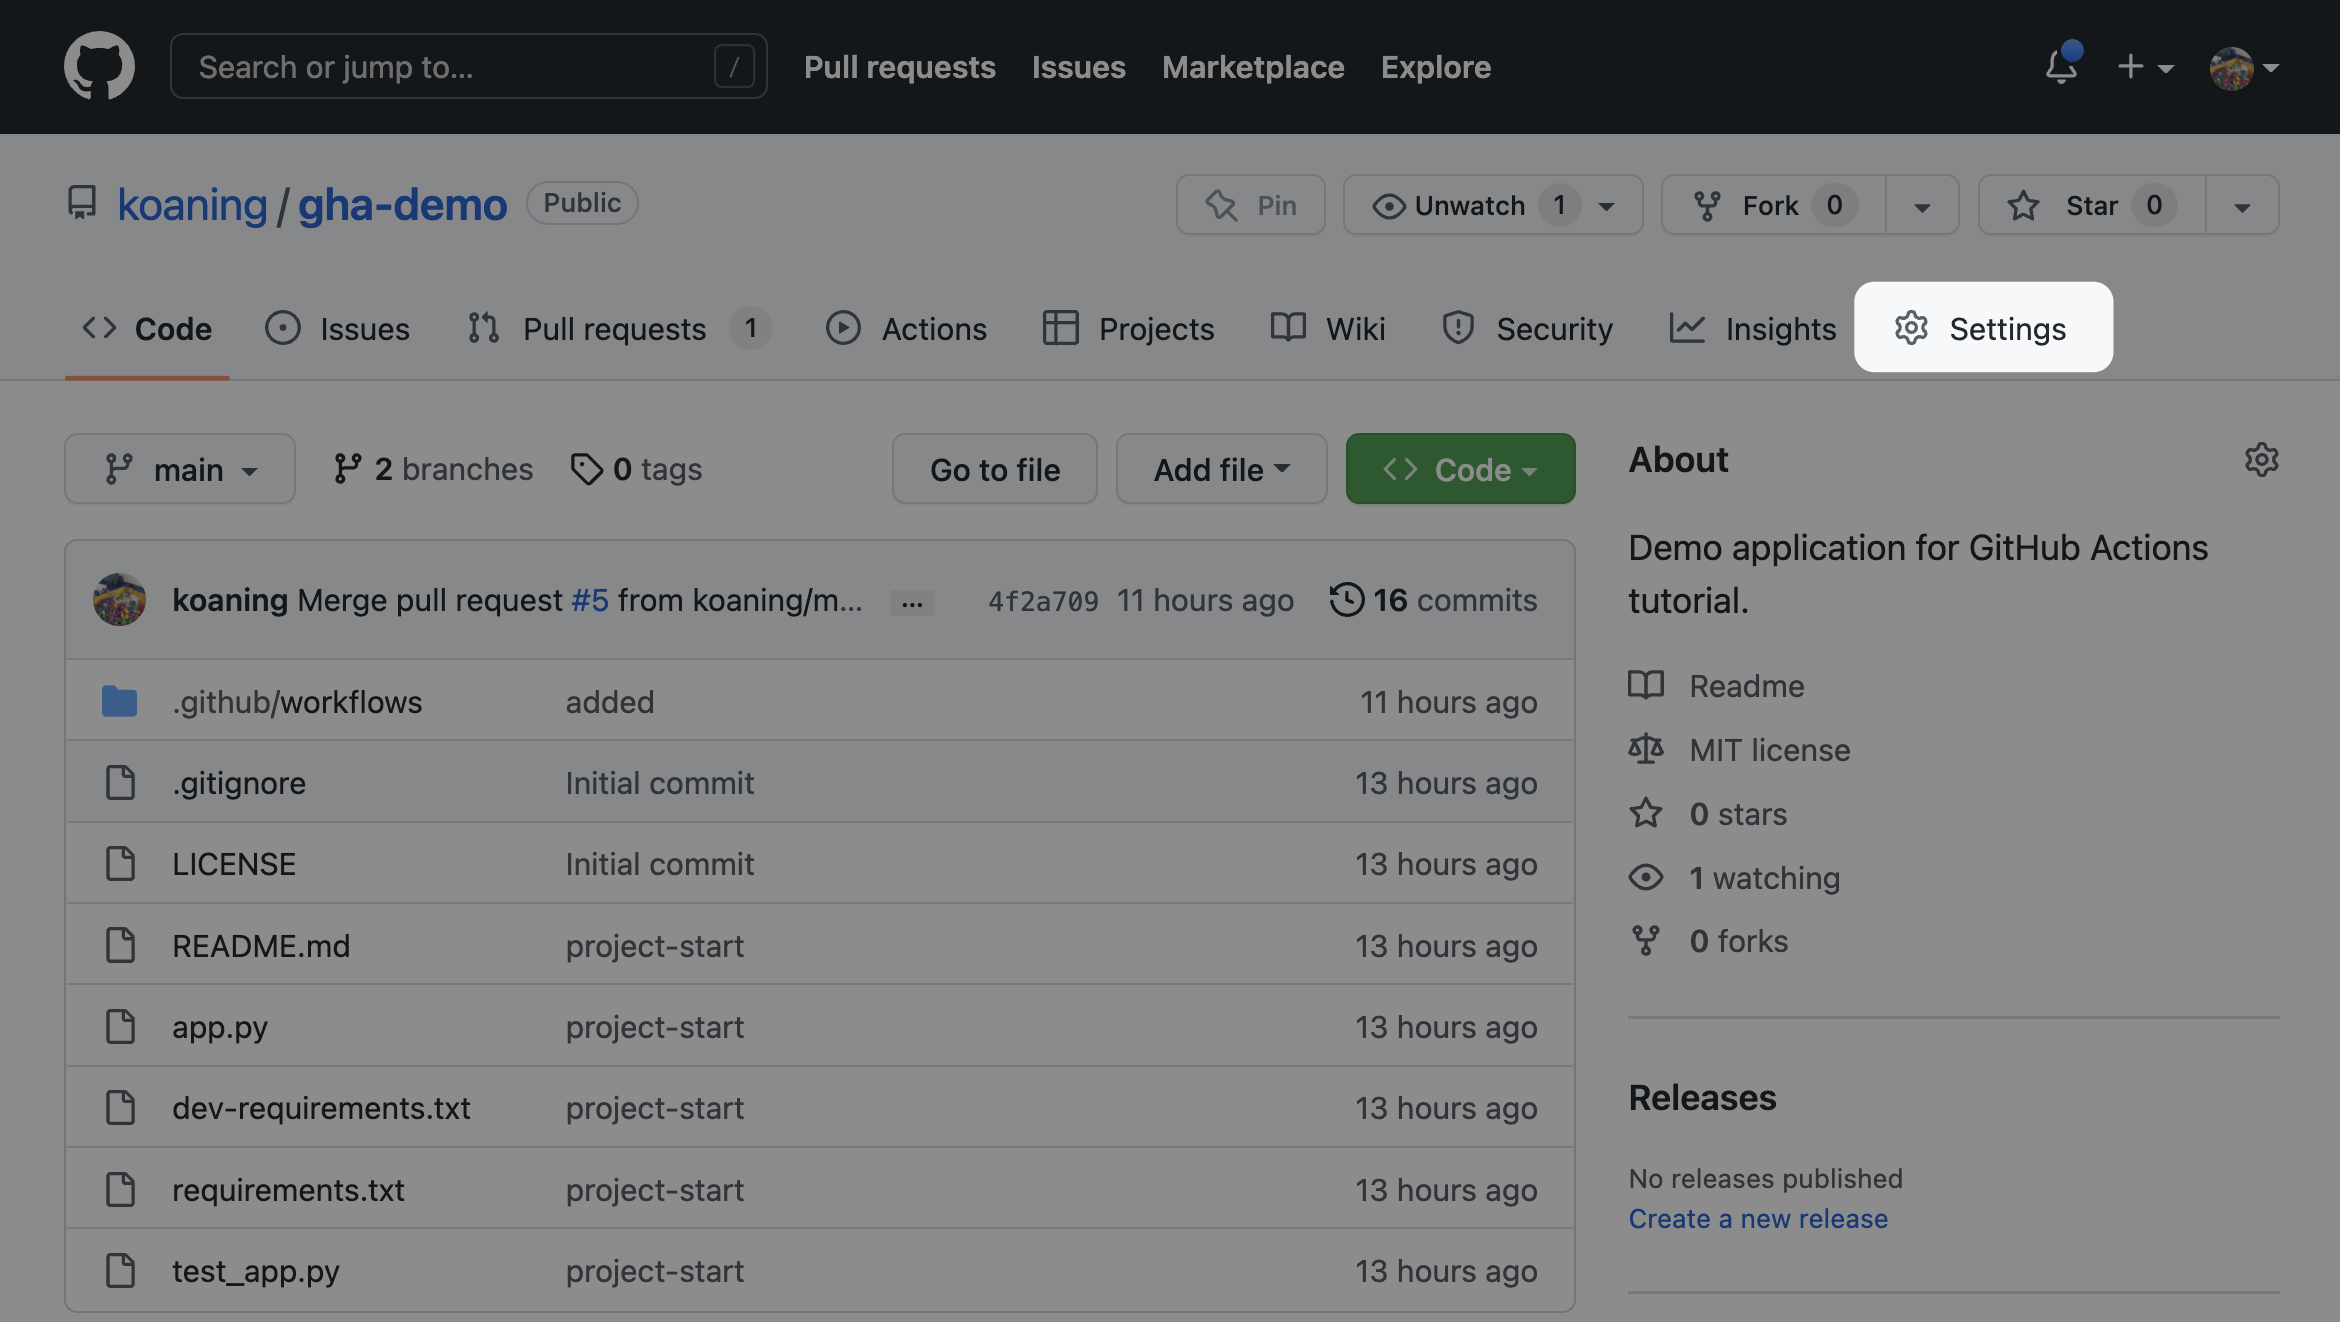 Search or jump to... / Pull requests Issues Marketplace Explore
koaning / gha-demo Public Pin Unwatch 1 Fork 0 Star 0
Code Issues Pull requests 1 Actions Projects Wiki Security Insights Settings
main 2 branches 0 tags Go to file Add file Code
koaning Merge pull request #5 from koaning/m... ... 4f2a709 11 hours ago 16 commits
.github/workflows added 11 hours ago
.gitignore Initial commit 13 hours ago
LICENSE Initial commit 13 hours ago
README.md project-start 13 hours ago
app.py project-start 13 hours ago
dev-requirements.txt project-start 13 hours ago
requirements.txt project-start 13 hours ago
test_app.py project-start 13 hours ago
About
Demo application for GitHub Actions
tutorial.
Readme
MIT license
0 stars
1 watching
0 forks
Releases
No releases published
Create a new release